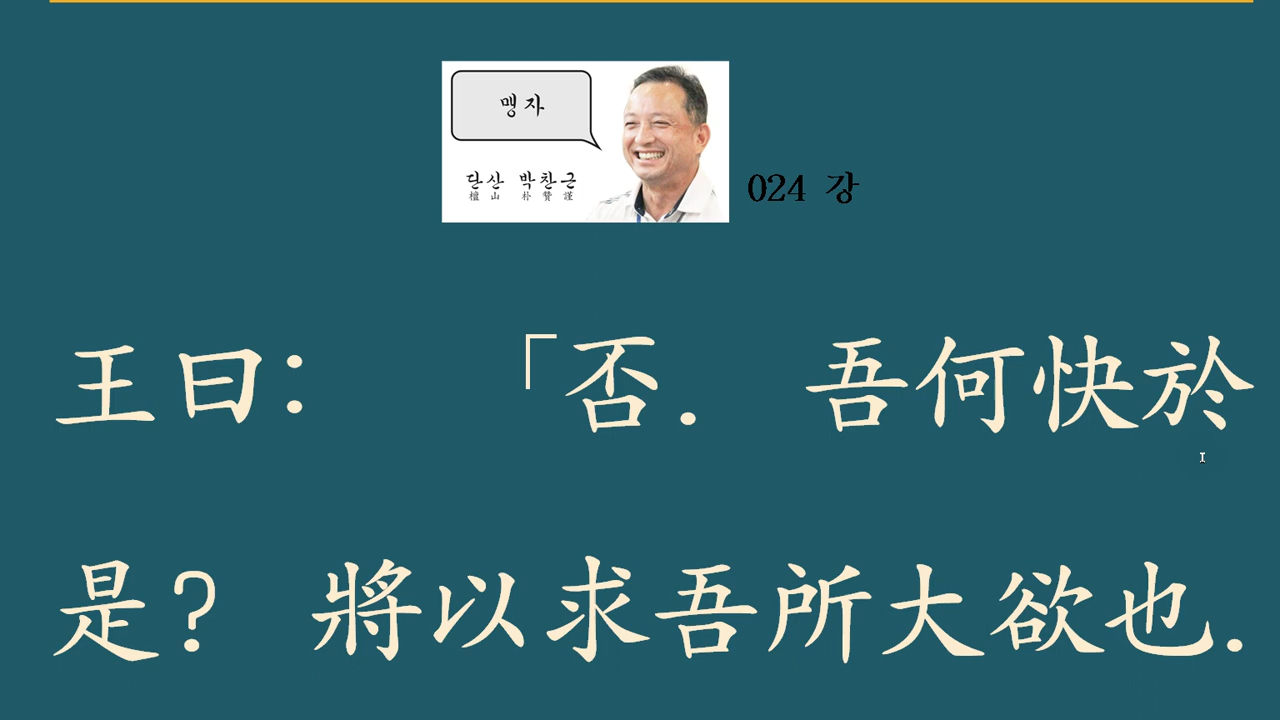 맹자
단산 박찬근
檀山 朴贊謹
024 강
王曰: 「否. 吾何快於
是? 將以求吾所大欲也.